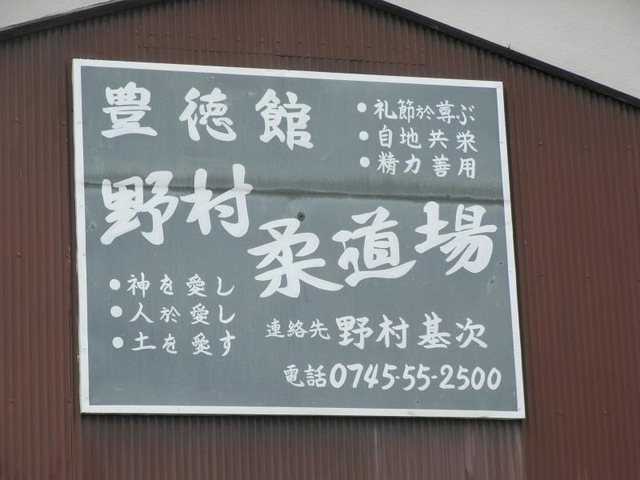 豊徳館
・礼節於尊ぶ
・自地共栄
・精力善用
野村
柔道場
・神を愛し
・人於愛し
・土を愛す
連絡先 野村基次
電話0745-55-2500